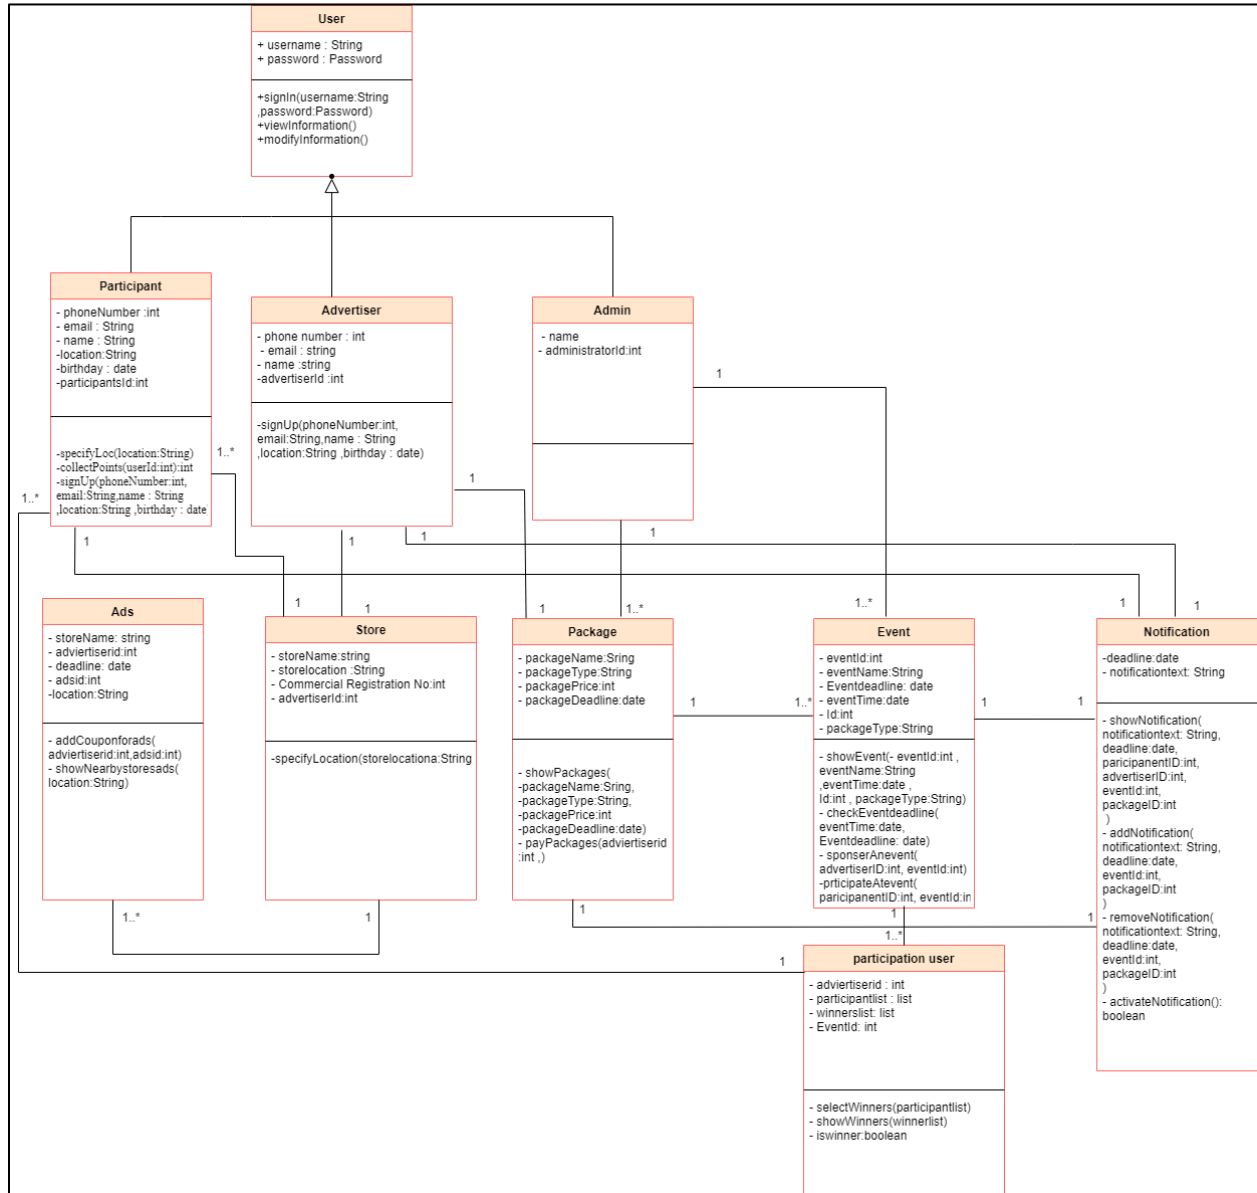 User
+ username : String
+ password : Password
+signIn(username:String
,password:Password)
+viewInformation()
+modifyInformation()
Participant
- phoneNumber :int
- email : String
- name : String
-location:String
-birthday : date
-participantsId:int
-specifyLoc(location:String)
-collectPoints(userId:int):int
-signUp(phoneNumber:int,
email:String,name : String
,location:String ,birthday : date
Advertiser
- phone number : int
- email : string
- name :string
-advertiserId :int
-signUp(phoneNumber:int,
email:String,name : String
,location:String ,birthday : date)
Admin
- name
- administratorId:int
1
1..*
1
1..*
1
1
1
1
1..*
1
1
1
1..*
1..*
1
1
Ads
- storeName: string
- adviertiserid:int
- deadline: date
- adsid:int
-location:String
- addCouponforads(
adviertiserid:int,adsid:int)
- showNearbystoresads(
location:String)
Store
- storeName:string
- storelocation :String
- Commercial Registration No:int
- advertiserId:int
-specifyLocation(storelocationa:String
Package
- packageName:Sring
- packageType:String
- packagePrice:int
- packageDeadline:date
- showPackages(
-packageName:Sring,
-packageType:String,
-packagePrice:int
-packageDeadline:date)
- payPackages(adviertiserid
:int ,)
Event
- eventId:int
- eventName:String
- Eventdeadline: date
- eventTime:date
- Id:int
- packageType:String
- showEvent(- eventId:int ,
eventName:String
,eventTime:date ,
Id:int , packageType:String)
- checkEventdeadline(
eventTime:date,
Eventdeadline: date)
- sponserAnevent(
advertiserID:int, eventId:int)
-prticipateAtevent(
paricipanentID:int, eventId:in
Notification
-deadline:date
- notificationtext: String
- showNotification(
notificationtext: String,
deadline:date,
paricipanentID:int,
advertiserID:int,
eventId:int,
packageID:int
)
- addNotification(
notificationtext: String,
deadline:date,
eventId:int,
packageID:int
)
- removeNotification(
notificationtext: String,
deadline:date,
eventId:int,
packageID:int
)
- activateNotification():
boolean
1
1..*
1
1
1..*
1
1
1
1
1..*
1
participation user
- adviertiserid : int
- participantlist : list
- winnerslist: list
- EventId: int
- selectWinners(participantlist)
- showWinners(winnerlist)
- iswinner:boolean